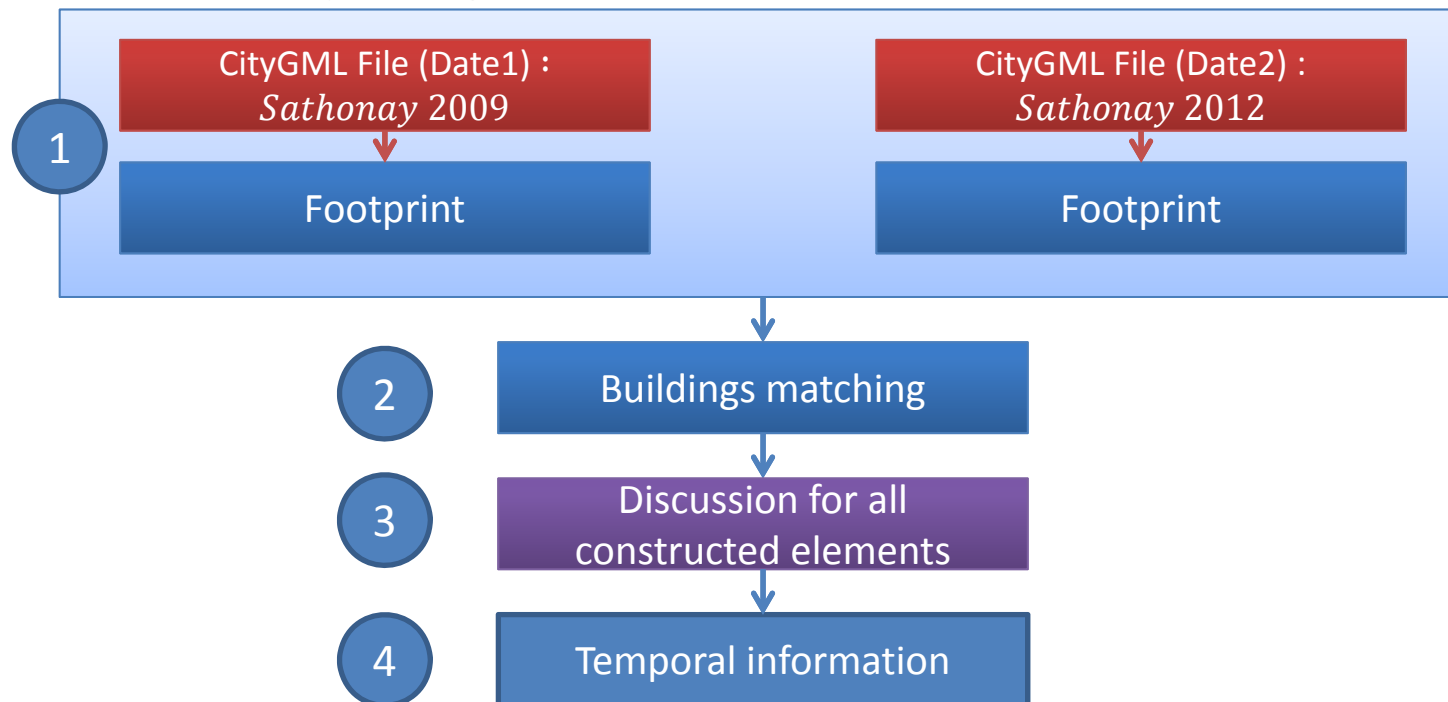 CityGML File (Date1) :
Sathonay 2009
CityGML File (Date2) :
Sathonay 2012
1
Footprint
Footprint
2
Buildings matching
3
Discussion for all
constructed elements
4
Temporal information